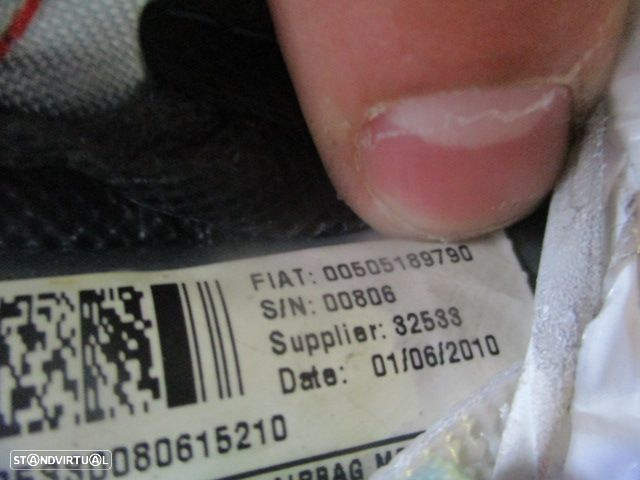 FIAT: 00505189790
S/N: 00806
Supplier: 32533
Date: 01/06/2010
080615210
STANDVIRTUAL